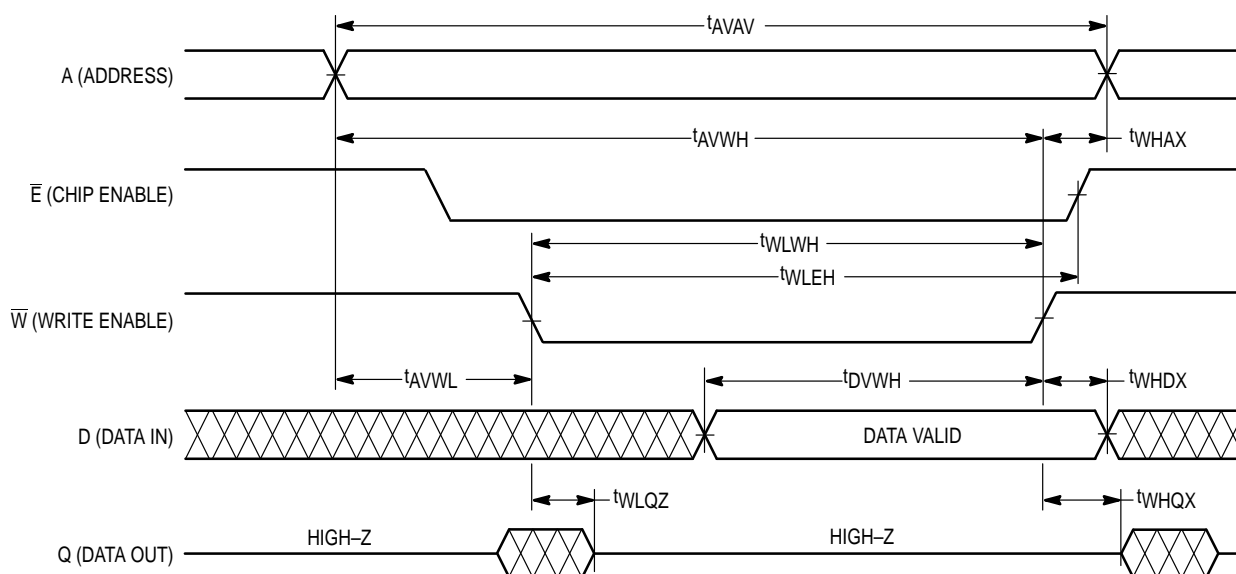 tAVAV
A (ADDRESS)
tAVWH
tWHAX
E̅ (CHIP ENABLE)
tWLWH
tWLEH
W̅ (WRITE ENABLE)
tAVWL
tDVWH
tWHDX
D (DATA IN)
DATA VALID
tWLQZ
tWHQX
HIGH–Z
HIGH–Z
Q (DATA OUT)